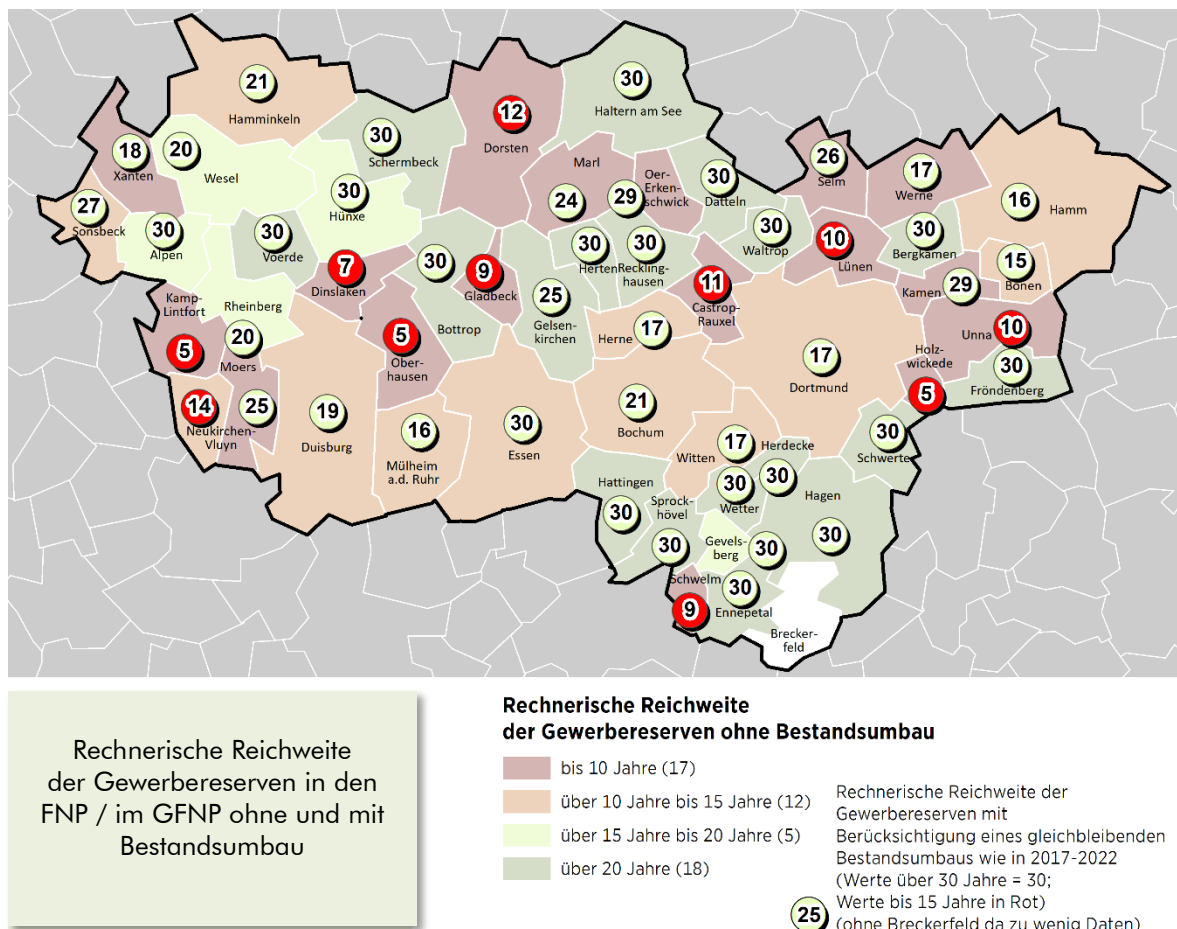 21
Hamminkeln
30
Haltern am See
12
Dorsten
30
Schermbeck
18
Xanten
20
Wesel
26
Selm
17
Werne
16
Hamm
Marl
24
29
Oer-
Erken-
schwick
30
Datteln
27
Sonsbeck
30
Hünxe
30
Alpen
30
Voerde
30
Waltrop
10
Lünen
30
Bergkamen
15
Bönen
7
Dinslaken
30
Bottrop
9
Gladbeck
30
Herten
30
Reckling-
hausen
11
Castrop-
Rauxel
29
Kamen
25
Gelsen-
kirchen
Kamp-
Lintfort
5
Rheinberg
20
Moers
25
5
Ober-
hausen
Herne
17
17
Dortmund
Unna
10
Holz-
wickede
5
30
Fröndenberg
14
Neukirchen-
Vluyn
19
Duisburg
16
Mülheim
a.d. Ruhr
30
Essen
21
Bochum
Witten
17
Herdecke
30
30
Schwerte
30
Wetter
Hattingen
30
Sprock-
hövel
30
Hagen
30
Gevels-
berg
30
Schwelm
9
30
Ennepetal
Brecker-
feld
Rechnerische Reichweite
der Gewerbereserven in den
FNP / im GFNP ohne und mit
Bestandsumbau
Rechnerische Reichweite
der Gewerbereserven ohne Bestandsumbau
bis 10 Jahre (17)
über 10 Jahre bis 15 Jahre (12)
über 15 Jahre bis 20 Jahre (5)
über 20 Jahre (18)
Rechnerische Reichweite der
Gewerbereserven mit
Berücksichtigung eines gleichbleibenden
Bestandsumbaus wie in 2017-2022
(Werte über 30 Jahre = 30;
Werte bis 15 Jahre in Rot)
25 (ohne Breckerfeld da zu wenig Daten)